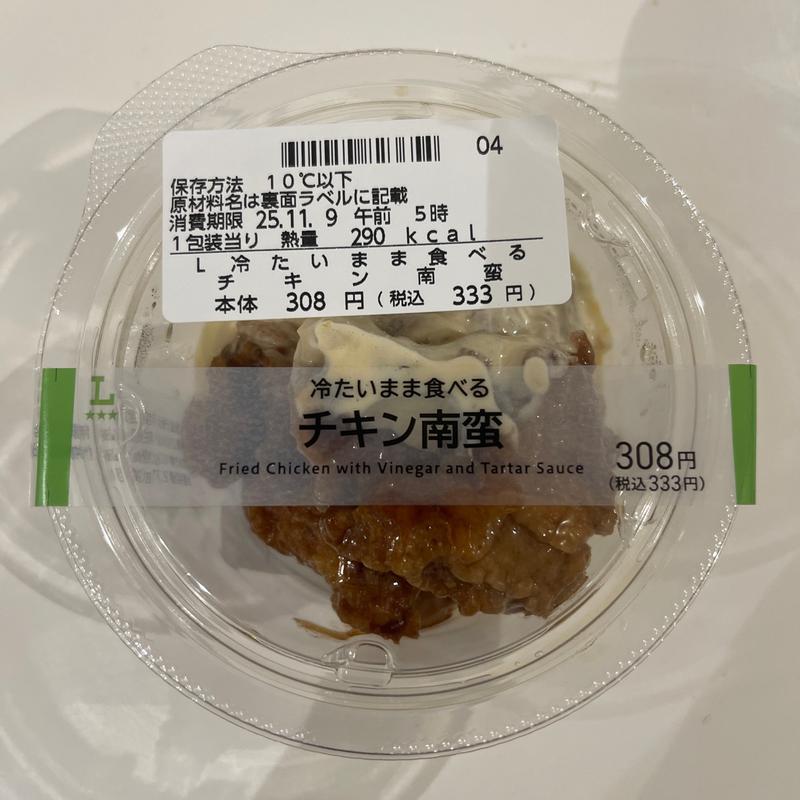 04
保存方法 10℃以下
原材料名は裏面ラベルに記載
消費期限 25.11. 9 午前 5時
1包装当り 熱量 290 kcal
L 冷たいまま食べる
チキン南蛮
本体 308 円 (税込 333 円)
L
★★★
冷たいまま食べる
チキン南蛮
Fried Chicken with Vinegar and Tartar Sauce
308円
(税込333円)